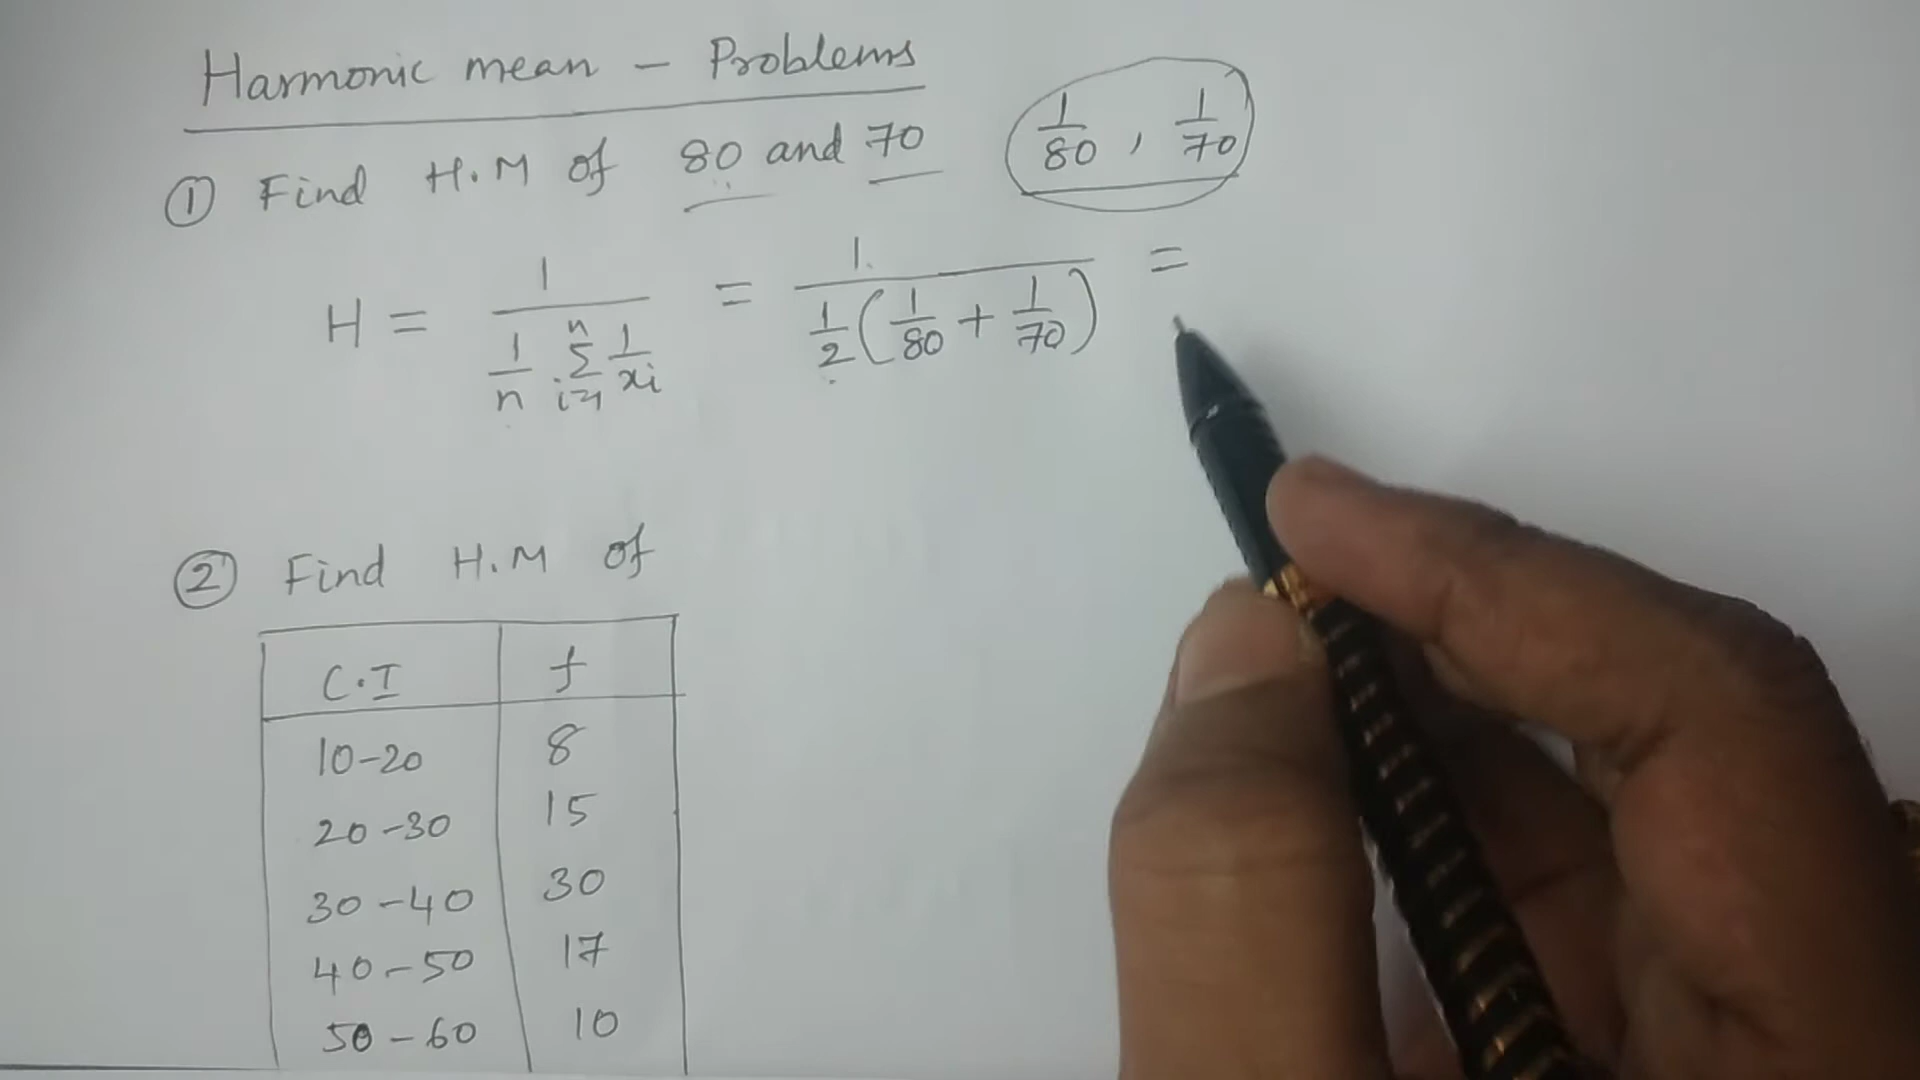 Harmonic mean - Problems
① Find H.M of 80 and 70
1/80 , 1/70
H = 1 / (1/n n Σ i=1 1/xi) = 1 / (1/2 (1/80 + 1/70)) =
② Find H.M of
C.I f
10-20 8
20-30 15
30-40 30
40-50 17
50-60 10